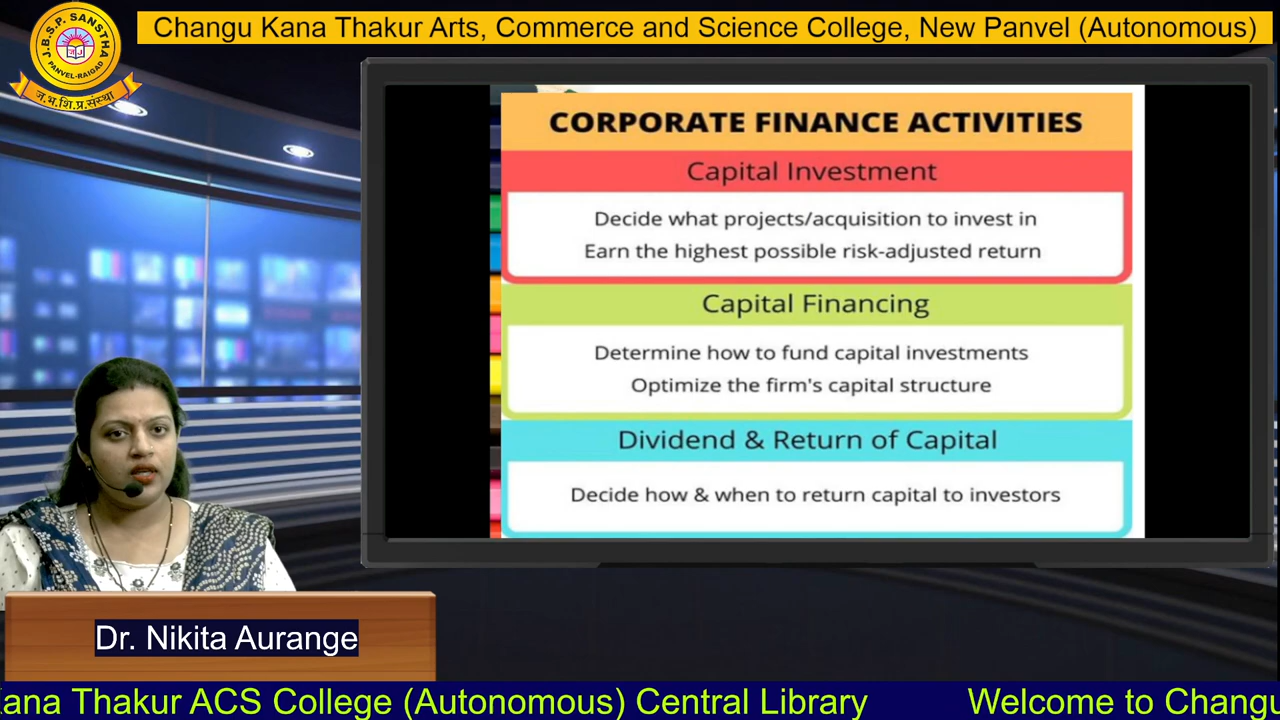 Changu Kana Thakur Arts, Commerce and Science College, New Panvel (Autonomous)
J.B.S.P. SANSTHA
PANVEL-RAIGAD
ज.भ.शि.प्र.संस्था
CORPORATE FINANCE ACTIVITIES
Capital Investment
Decide what projects/acquisition to invest in
Earn the highest possible risk-adjusted return
Capital Financing
Determine how to fund capital investments
Optimize the firm's capital structure
Dividend & Return of Capital
Decide how & when to return capital to investors
Dr. Nikita Aurange
Kana Thakur ACS College (Autonomous) Central Library
Welcome to Changu